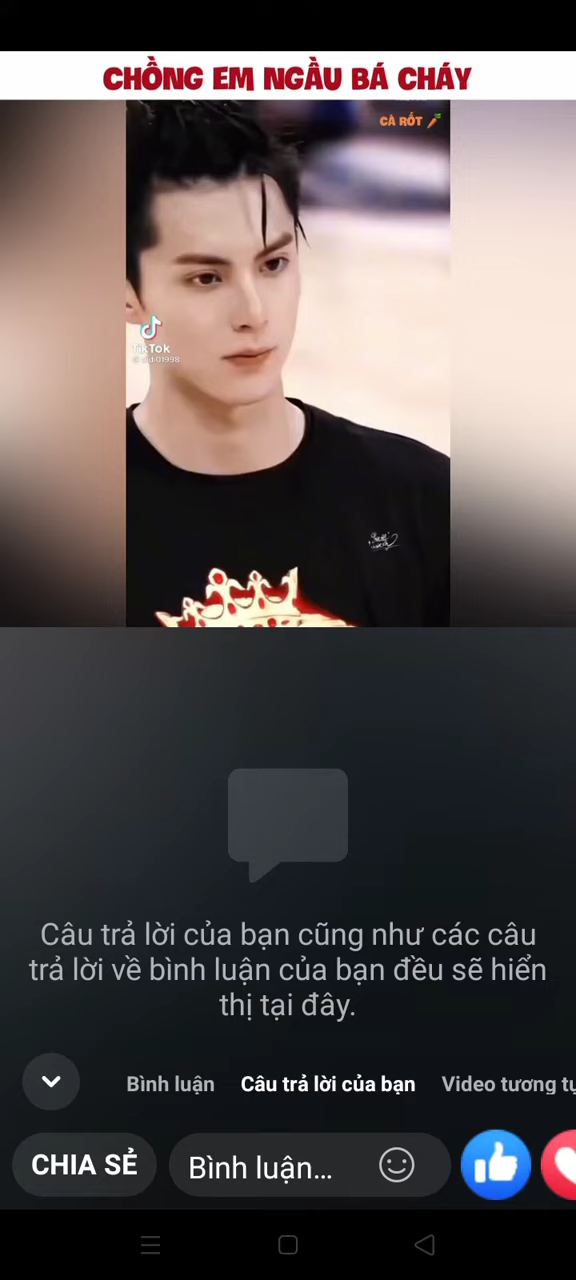 CHỒNG EM NGẦU BÁ CHÁY
CÀ RỐT
TikTok
Câu trả lời của bạn cũng như các câu
trả lời về bình luận của bạn đều sẽ hiển
thị tại đây.
Bình luận
Câu trả lời của bạn
Video tương tự
CHIA SẺ
Bình luận...